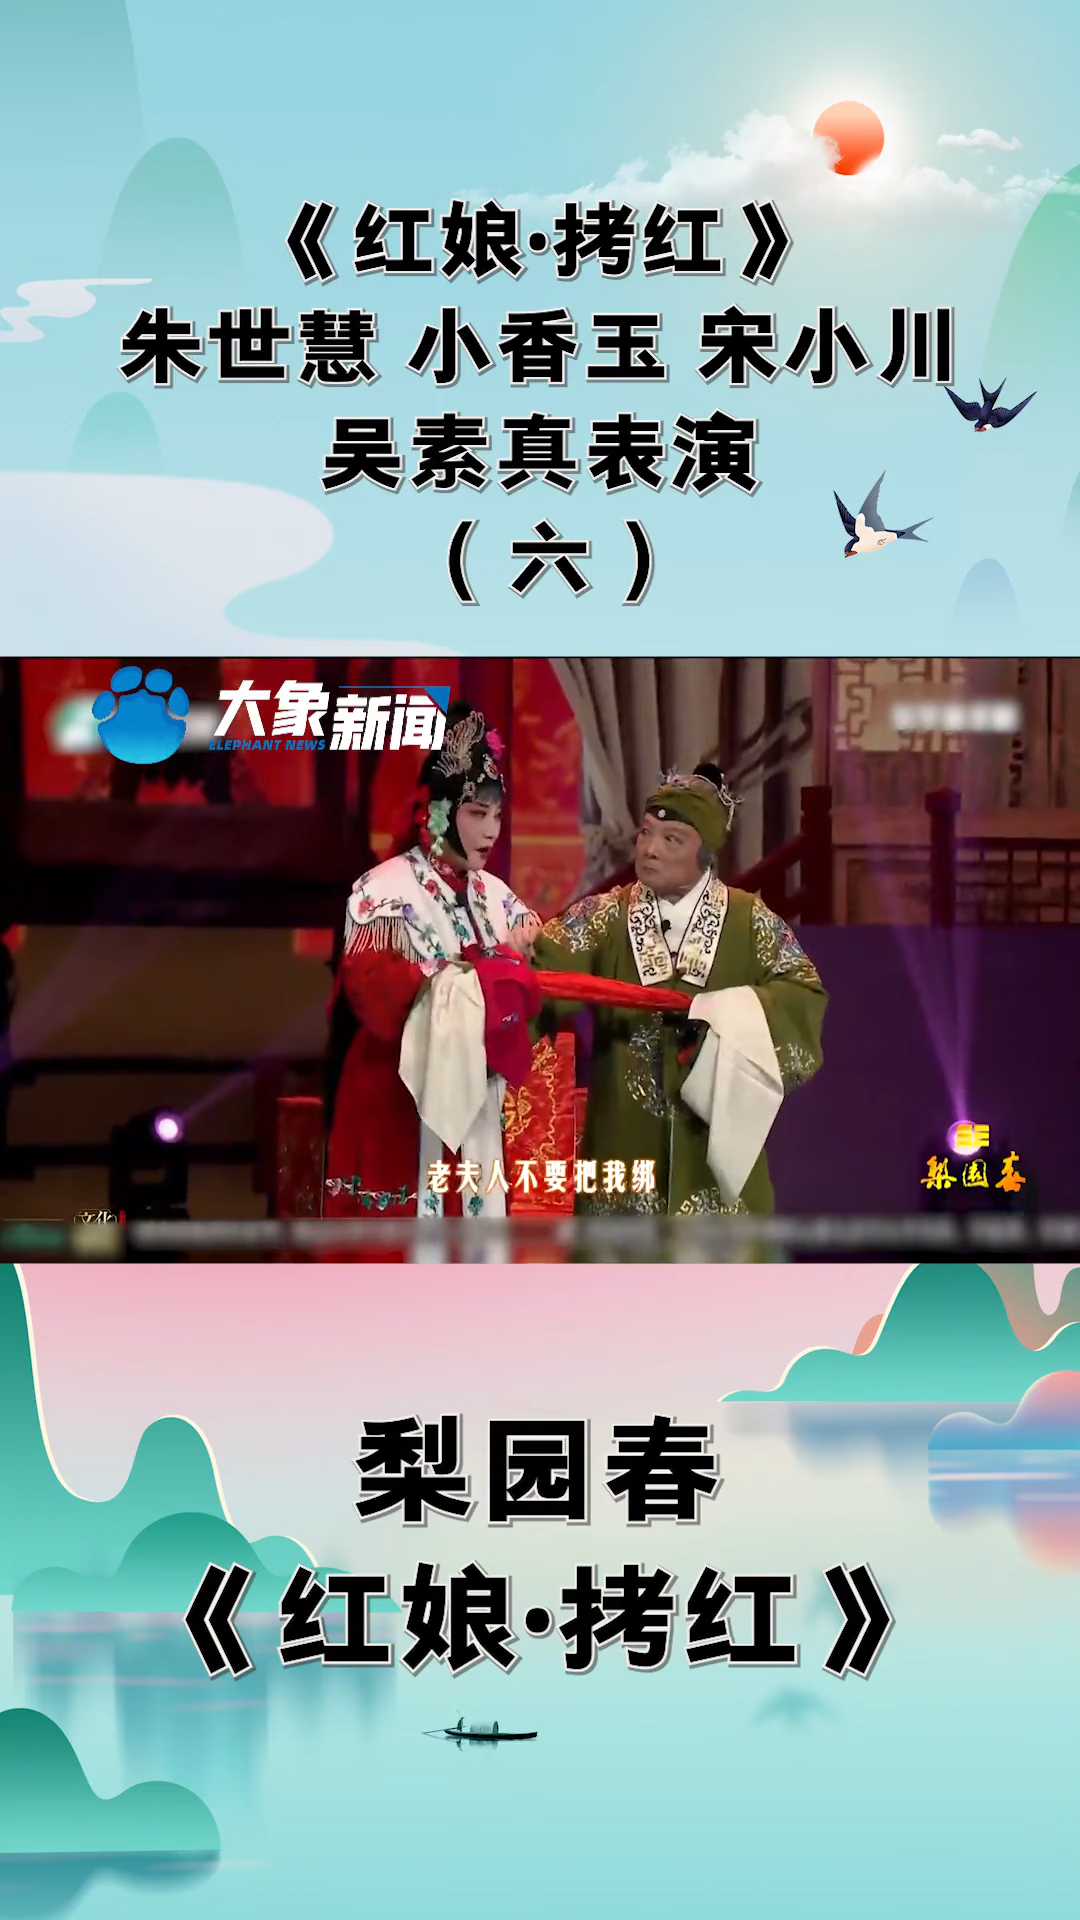 《红娘·拷红》
朱世慧 小香玉 宋小川
吴素真表演
（六）
大象新闻
ELEPHANT NEWS
老夫人不要把我绑
梨园春
文化
梨园春
《红娘·拷红》